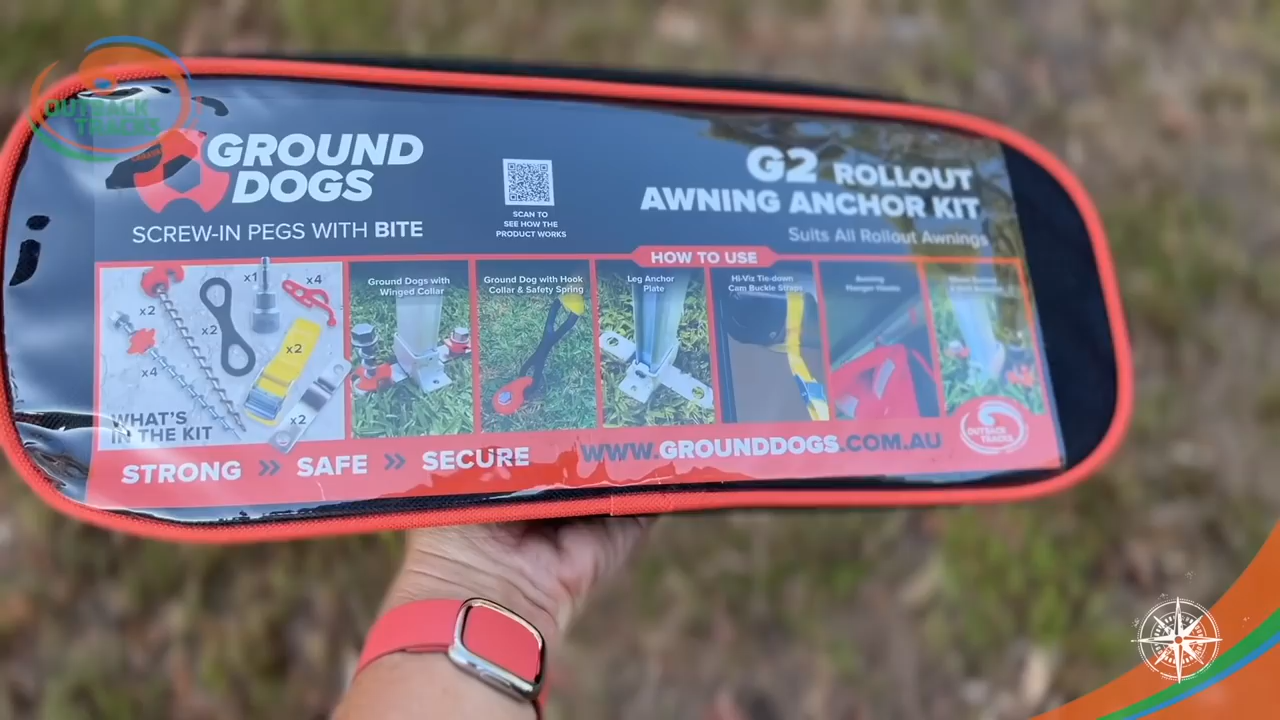 OUTBACK
TRACKS
GROUND
DOGS
SCREW-IN PEGS WITH BITE
SCAN TO
SEE HOW THE
PRODUCT WORKS
G2 ROLLOUT
AWNING ANCHOR KIT
Suits All Rollout Awnings
HOW TO USE
x2
x4
x2
x1
x4
x2
x2
WHAT'S
IN THE KIT
Ground Dogs with
Winged Collar
Ground Dog with Hook
Collar & Safety Spring
Leg Anchor
Plate
Hi-Viz Tie-down
Cam Buckle Straps
Awning
Hanger Hooks
STRONG » SAFE » SECURE
WWW.GROUNDDOGS.COM.AU
OUTBACK
TRACKS